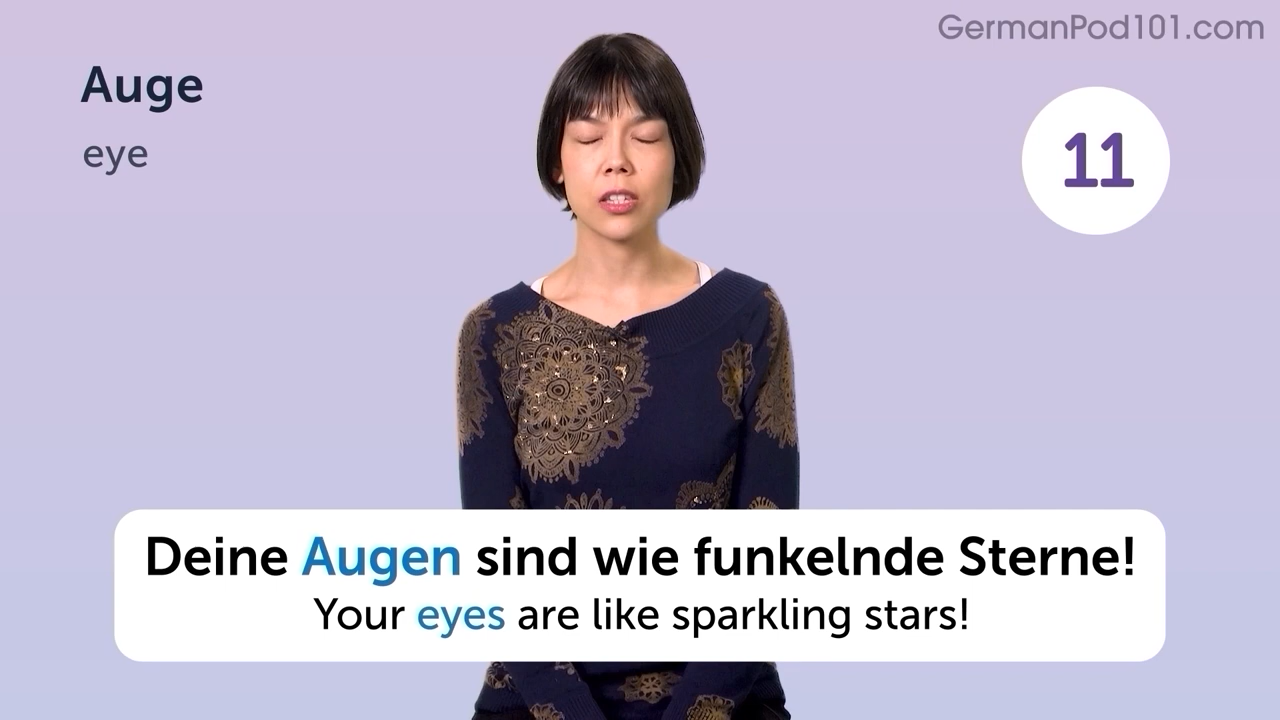 GermanPod101.com
Auge
eye
11
Deine Augen sind wie funkelnde Sterne!
Your eyes are like sparkling stars!